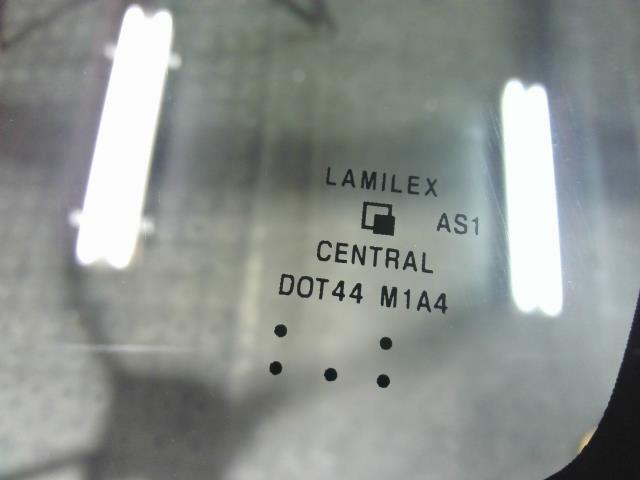 LAMILEX
AS1
CENTRAL
DOT44 M1A4